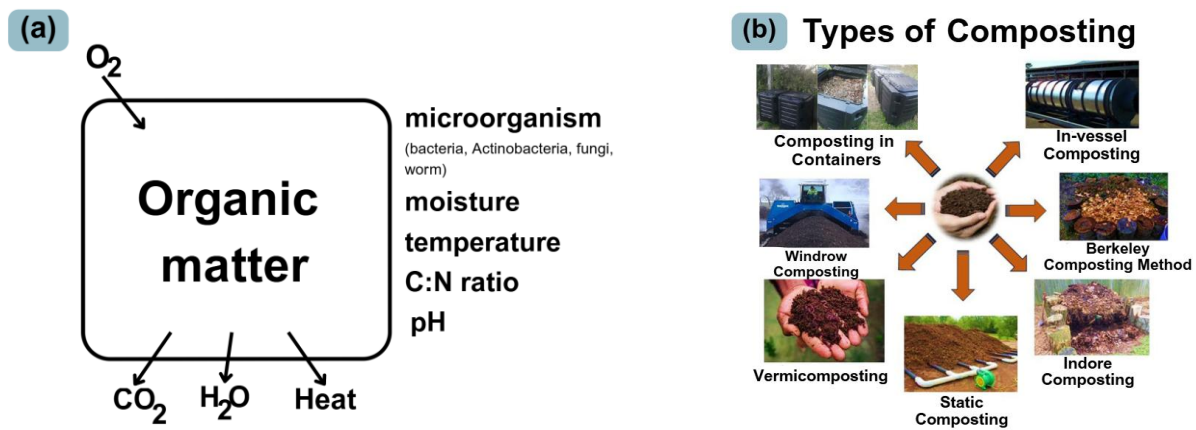 (a)
O₂
Organic
matter
CO₂
H₂O
Heat
microorganism
(bacteria, Actinobacteria, fungi,
worm)
moisture
temperature
C:N ratio
pH
(b) Types of Composting
Composting in
Containers
In-vessel
Composting
Windrow
Composting
Berkeley
Composting Method
Vermicomposting
Static
Composting
Indore
Composting